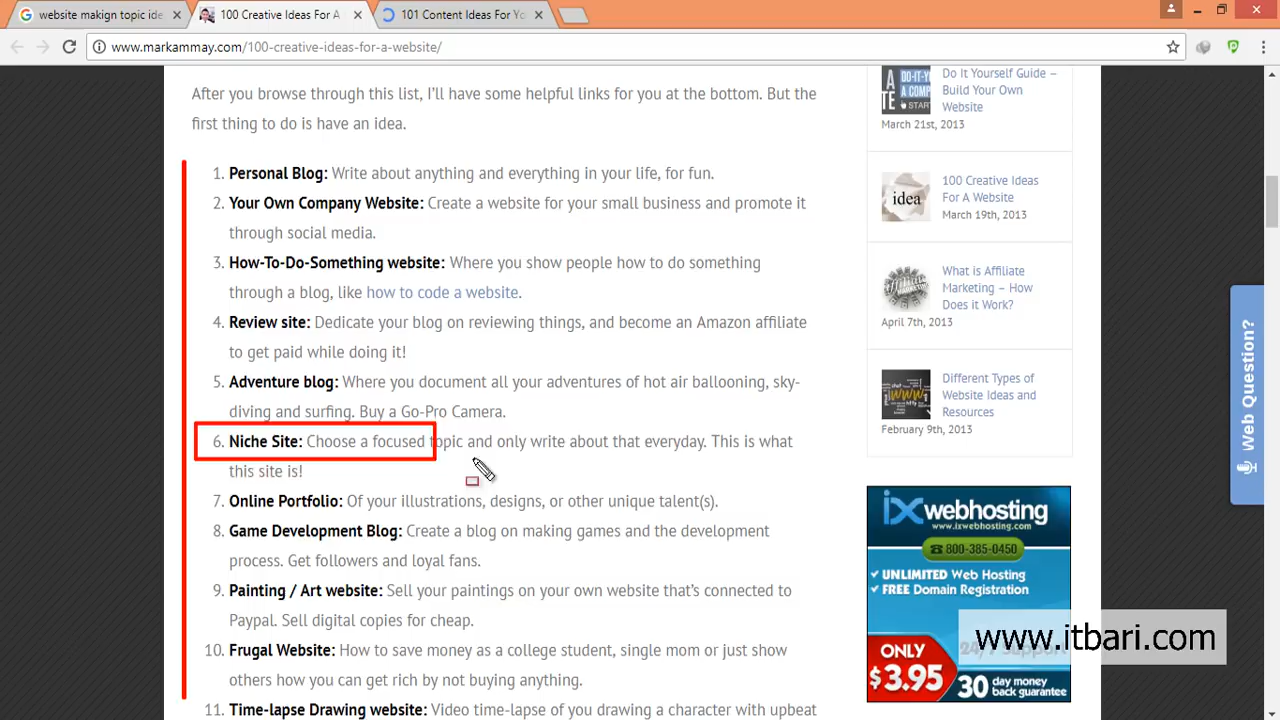 website makign topic ide
100 Creative Ideas For A
101 Content Ideas For Yo
www.markammay.com/100-creative-ideas-for-a-website/
After you browse through this list, I'll have some helpful links for you at the bottom. But the
first thing to do is have an idea.
1. Personal Blog: Write about anything and everything in your life, for fun.
2. Your Own Company Website: Create a website for your small business and promote it
through social media.
3. How-To-Do-Something website: Where you show people how to do something
through a blog, like how to code a website.
4. Review site: Dedicate your blog on reviewing things, and become an Amazon affiliate
to get paid while doing it!
5. Adventure blog: Where you document all your adventures of hot air ballooning, sky-
diving and surfing. Buy a Go-Pro Camera.
6. Niche Site: Choose a focused topic and only write about that everyday. This is what
this site is!
7. Online Portfolio: Of your illustrations, designs, or other unique talent(s).
8. Game Development Blog: Create a blog on making games and the development
process. Get followers and loyal fans.
9. Painting / Art website: Sell your paintings on your own website that's connected to
Paypal. Sell digital copies for cheap.
10. Frugal Website: How to save money as a college student, single mom or just show
others how you can get rich by not buying anything.
11. Time-lapse Drawing website: Video time-lapse of you drawing a character with upbeat
DO-IT-Y
A COMP
START
Do It Yourself Guide –
Build Your Own
Website
March 21st, 2013
idea
100 Creative Ideas
For A Website
March 19th, 2013
What is Affiliate
Marketing – How
Does it Work?
April 7th, 2013
www
Different Types of
Website Ideas and
Resources
February 9th, 2013
ix webhosting
www.ixwebhosting.com
800-385-0450
UNLIMITED Web Hosting
FREE Domain Registration
ONLY
$3.95
30 day money
back guarantee
www.itbari.com
Web Question?